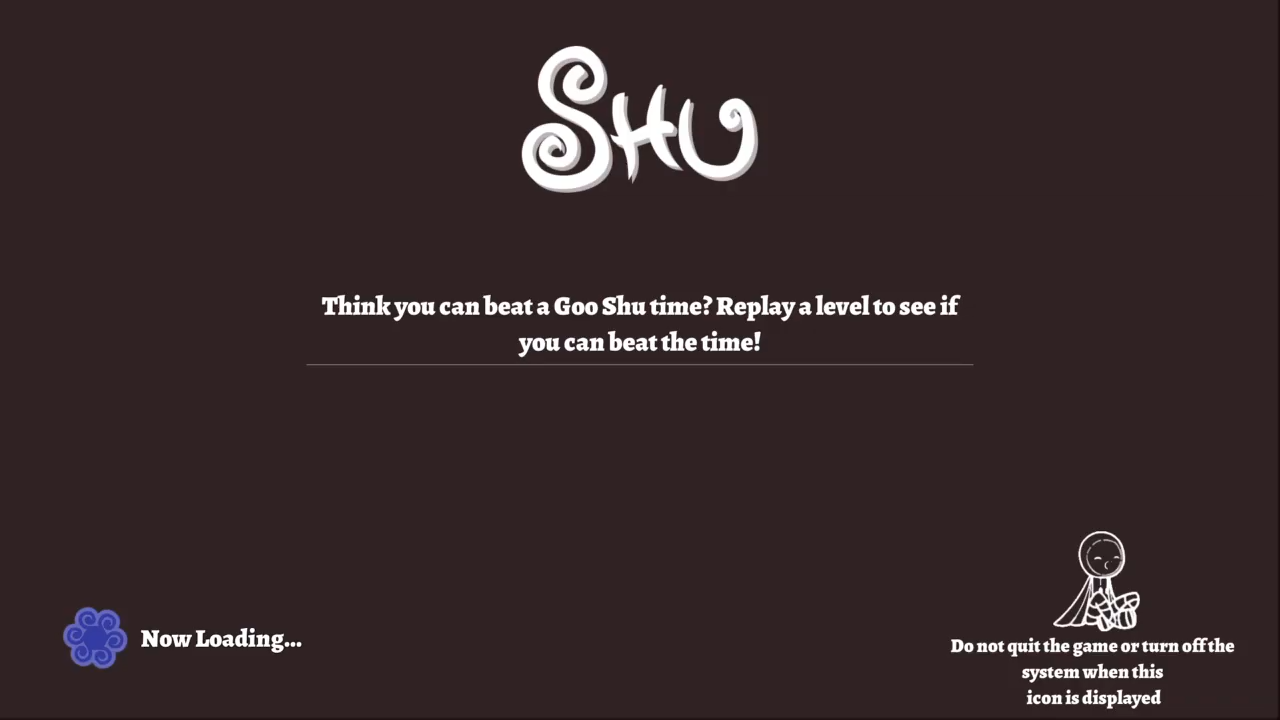 SHU
Think you can beat a Goo Shu time? Replay a level to see if
you can beat the time!
Now Loading...
Do not quit the game or turn off the
system when this
icon is displayed